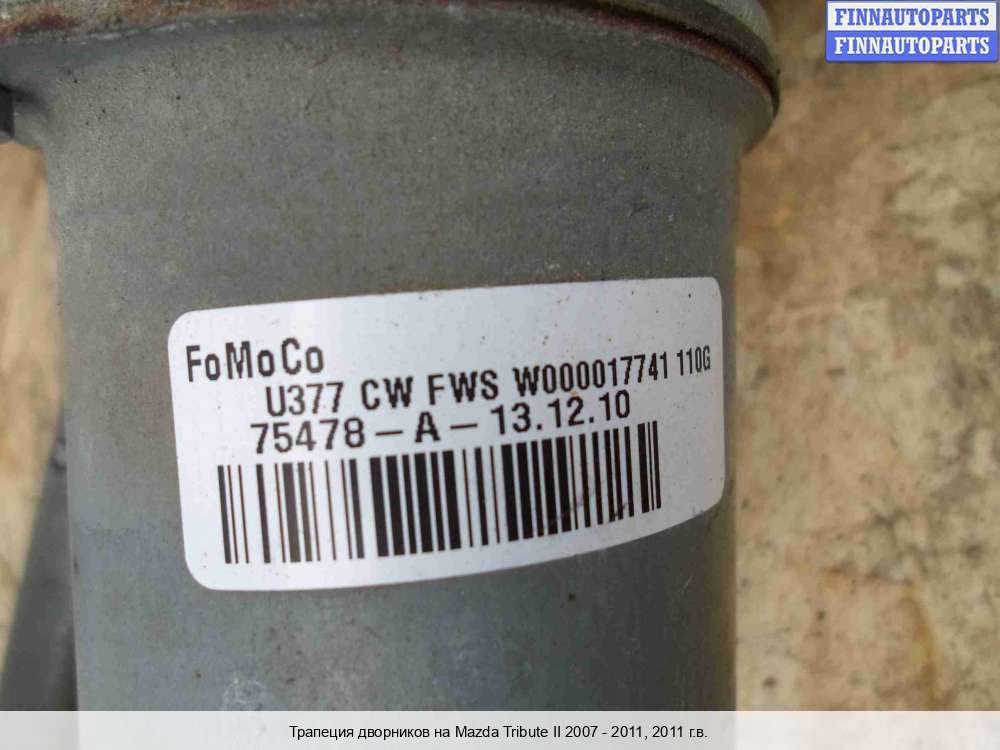 FINNAUTOPARTS
FINNAUTOPARTS
FoMoCo
U377 CW FWS W000017741 110G
75478-A-13.12.10
Трапеция дворников на Mazda Tribute II 2007 - 2011, 2011 г.в.